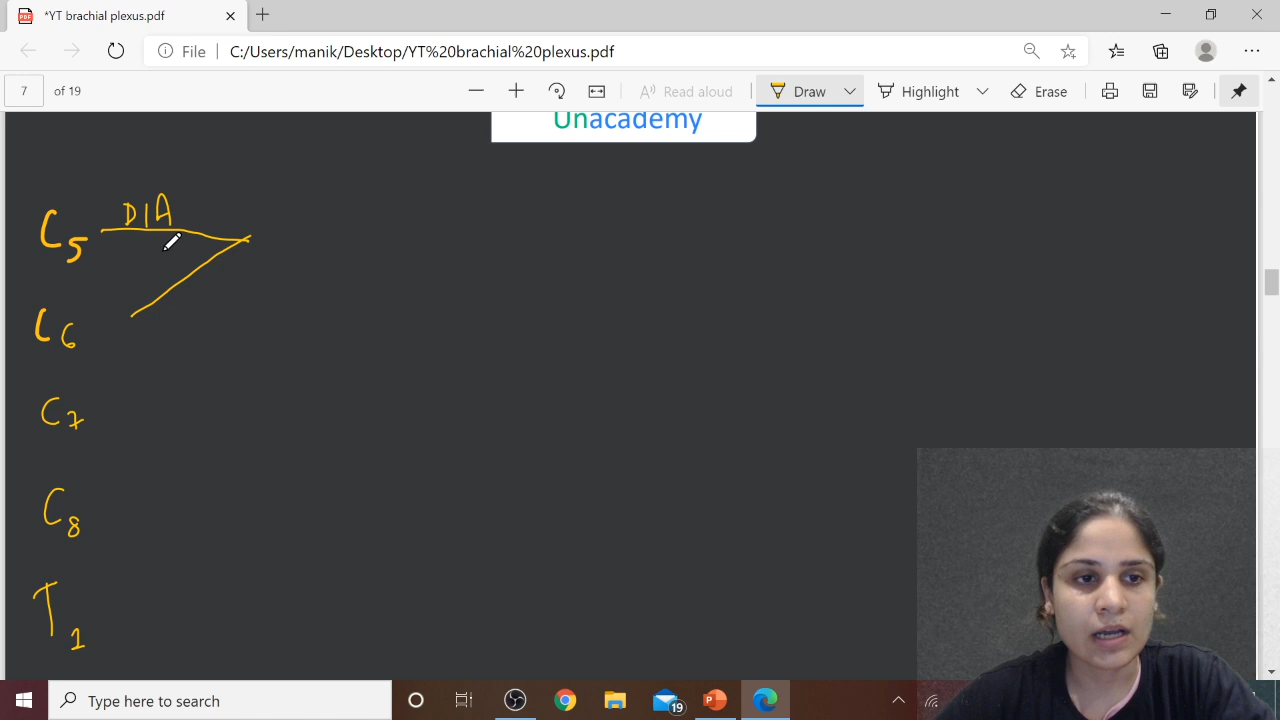 *YT brachial plexus.pdf
File C:/Users/manik/Desktop/YT%20brachial%20plexus.pdf
7 of 19 Read aloud Draw Highlight Erase
Unacademy
DIA
C5
C6
C7
C8
T1
Type here to search 19